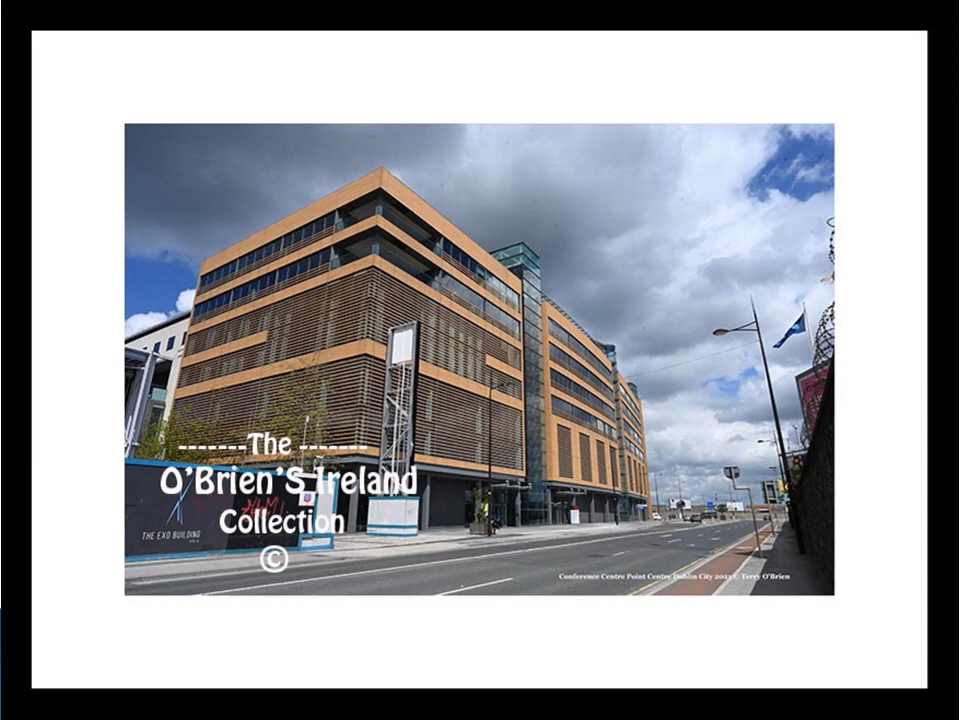 -------The -------
O'Brien'S Ireland
Collection
©
THE EXO BUILDING
Conference Centre Point Centre Dublin City 2021 © Terry O'Brien